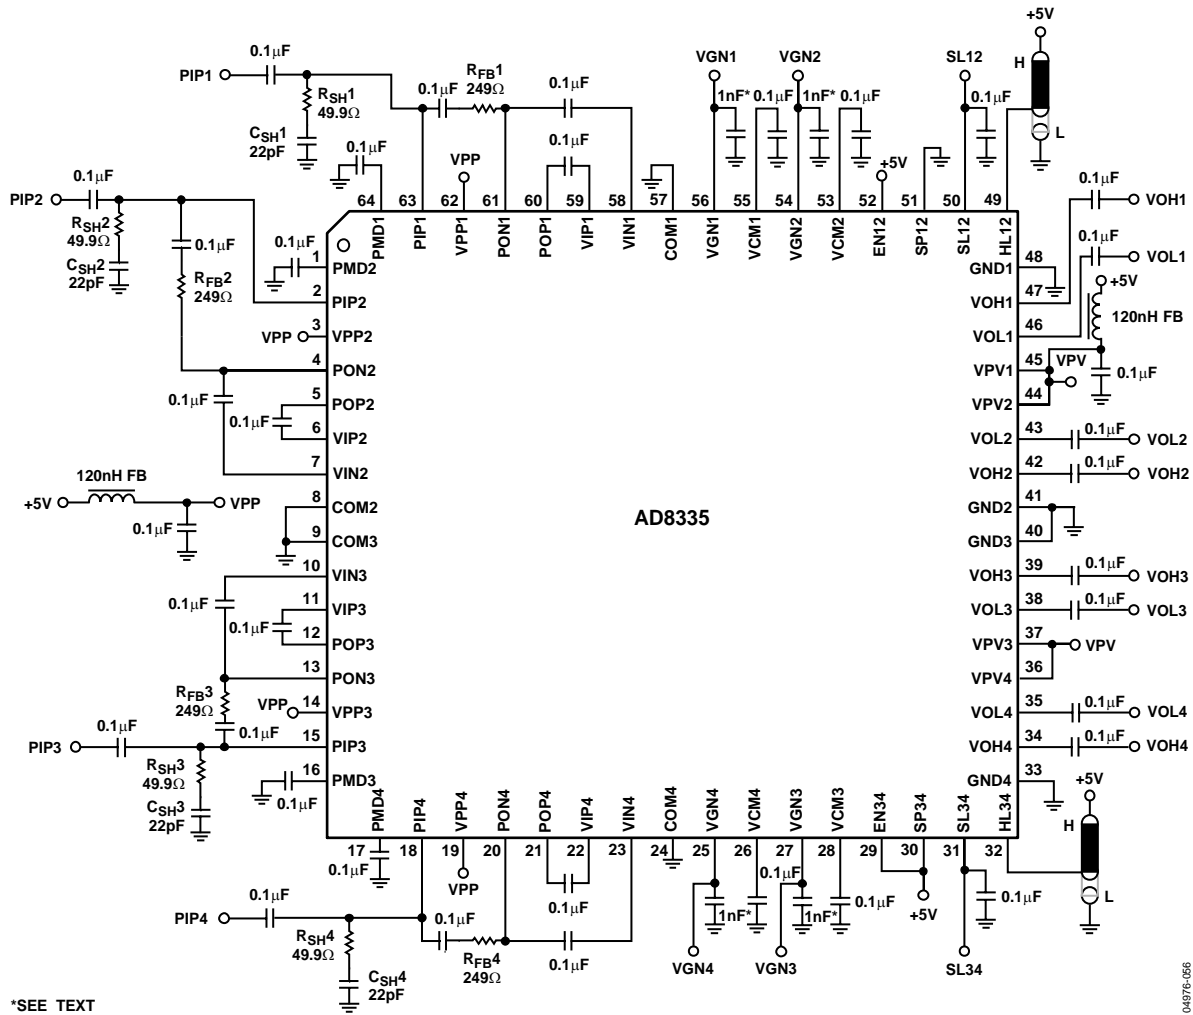 +5V
0.1µF
PIP1
RFB1
249Ω
0.1µF
0.1µF
VGN1
VGN2
SL12
H
RSH1
49.9Ω
1nF*
0.1µF
1nF*
0.1µF
0.1µF
L
CSH1
22pF
0.1µF
VPP
0.1µF
+5V
0.1µF
PIP2
0.1µF
VOH1
64
63
62
61
60
59
58
57
56
55
54
53
52
51
50
49
PMD1
PIP1
VPP1
PON1
POP1
VIP1
VIN1
COM1
VGN1
VCM1
VGN2
VCM2
EN12
SP12
SL12
HL12
RSH2
49.9Ω
CSH2
22pF
0.1µF
RFB2
249Ω
0.1µF
1
PMD2
2
PIP2
VPP
3
VPP2
4
PON2
0.1µF
5
POP2
0.1µF
6
VIP2
7
VIN2
120nH FB
+5V
VPP
0.1µF
8
COM2
9
COM3
10
VIN3
0.1µF
11
VIP3
0.1µF
12
POP3
13
PON3
RFB3
249Ω
VPP
14
VPP3
0.1µF
0.1µF
PIP3
15
PIP3
RSH3
49.9Ω
CSH3
22pF
16
PMD3
0.1µF
AD8335
GND1
48
0.1µF
VOL1
VOH1
47
+5V
120nH FB
VOL1
46
VPV1
45
VPV
0.1µF
VPV2
44
VOL2
43
0.1µF
VOL2
VOH2
42
0.1µF
VOH2
GND2
41
GND3
40
VOH3
39
0.1µF
VOH3
VOL3
38
0.1µF
VOL3
VPV3
37
VPV
VPV4
36
VOL4
35
0.1µF
VOL4
VOH4
34
0.1µF
VOH4
GND4
33
+5V
PMD4
PIP4
VPP4
PON4
POP4
VIP4
VIN4
COM4
VGN4
VCM4
VGN3
VCM3
EN34
SP34
SL34
HL34
17
18
19
20
21
22
23
24
25
26
27
28
29
30
31
32
H
L
0.1µF
VPP
0.1µF
0.1µF
0.1µF
0.1µF
1nF*
1nF*
+5V
0.1µF
PIP4
RSH4
49.9Ω
0.1µF
RFB4
249Ω
0.1µF
VGN4
VGN3
SL34
CSH4
22pF
*SEE TEXT
04976-056